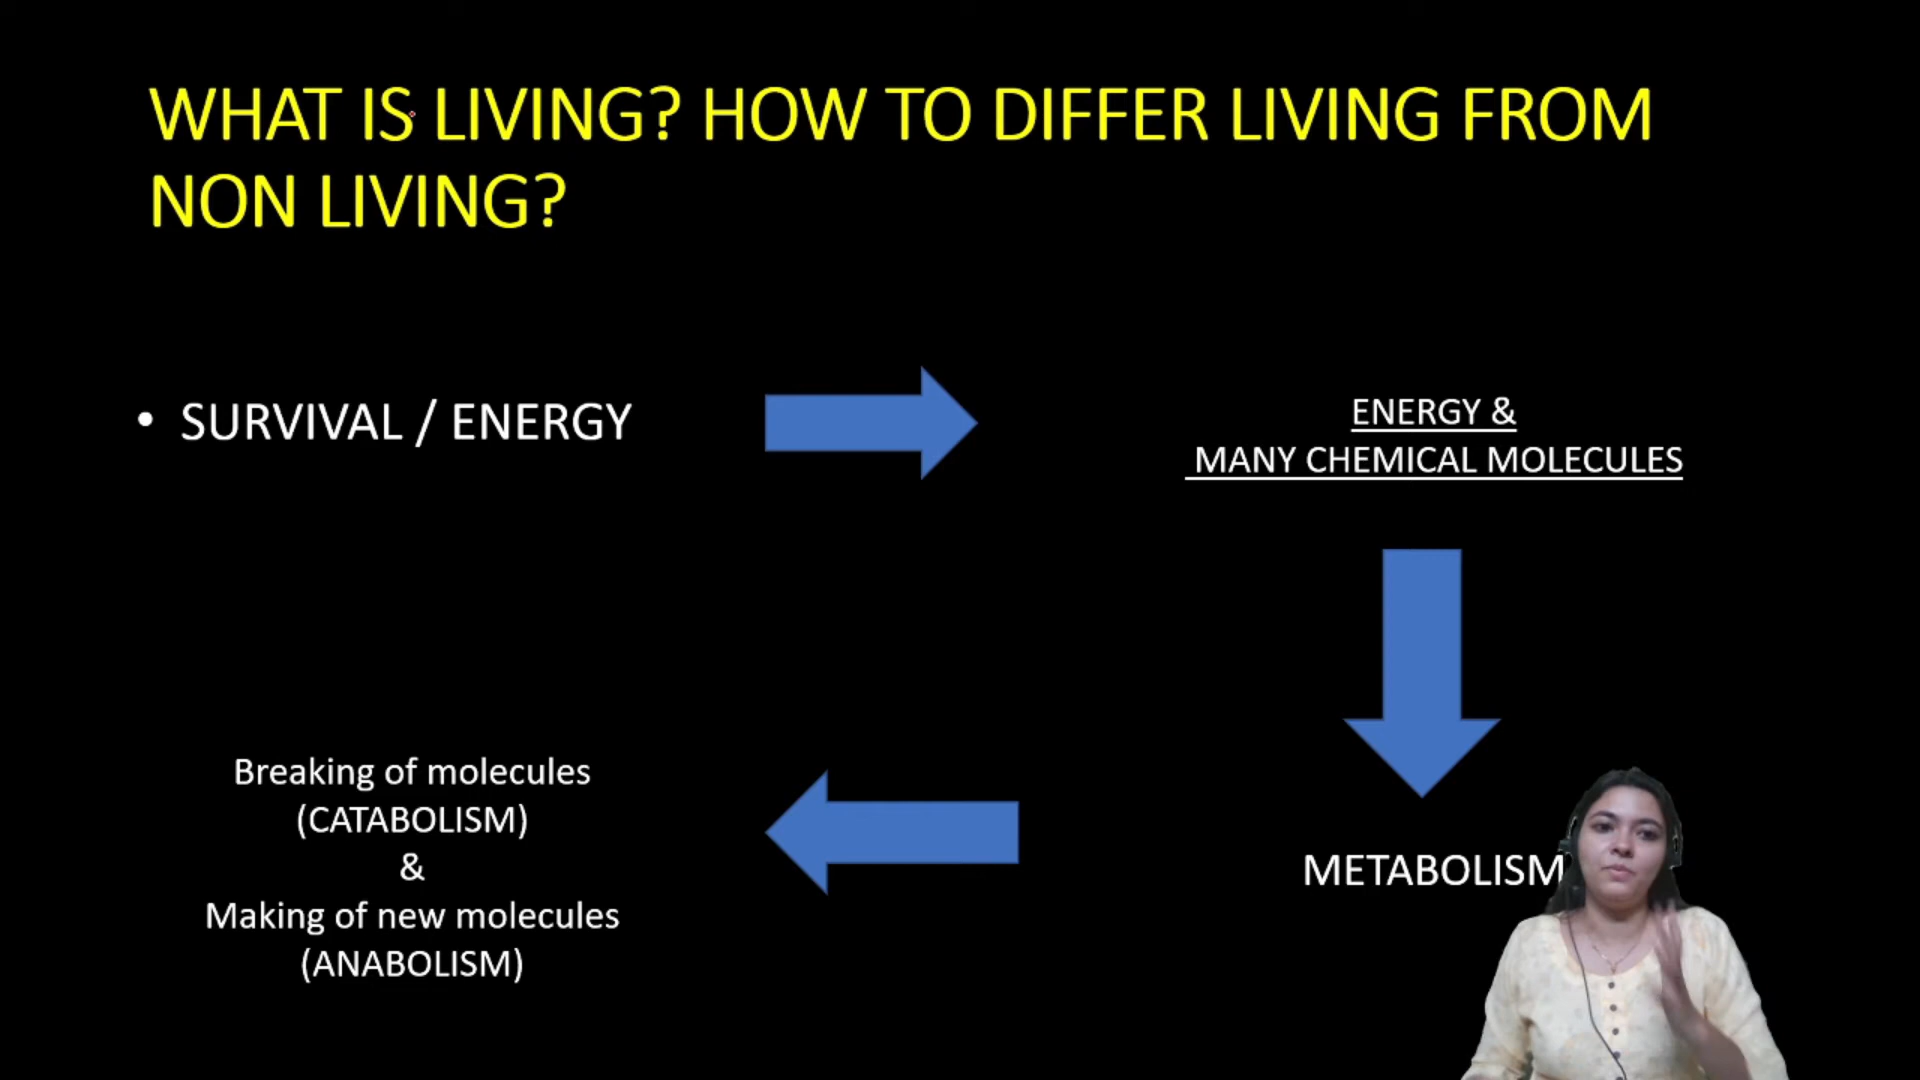 WHAT IS LIVING? HOW TO DIFFER LIVING FROM
NON LIVING?
• SURVIVAL / ENERGY
ENERGY &
MANY CHEMICAL MOLECULES
METABOLISM
Breaking of molecules
(CATABOLISM)
&
Making of new molecules
(ANABOLISM)